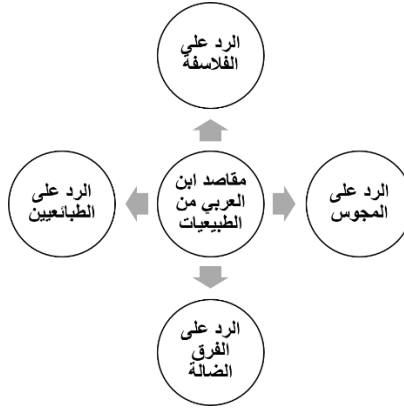 الرد علي
الفلاسفة
مقاصد ابن
العربي من
الطبيعيات
الرد على
المجوس
الرد على
الطبائعيين
الرد على
الفرق
الضالة